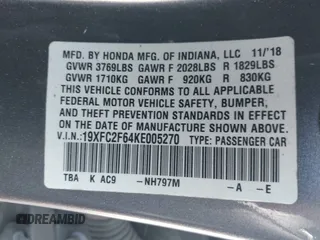 MFD. BY HONDA MFG. OF INDIANA, LLC 11/'18
GVWR 3769LBS GAWR F 2028LBS R 1829LBS
GVWR 1710KG GAWR F 920KG R 830KG
THIS VEHICLE CONFORMS TO ALL APPLICABLE
FEDERAL MOTOR VEHICLE SAFETY, BUMPER,
AND THEFT PREVENTION STANDARDS IN EFFECT
ON THE DATE OF MANUFACTURE SHOWN ABOVE.
V.I.N.:19XFC2F64KE005270 TYPE: PASSENGER CAR
TBA K AC9 -NH797M -A -E
DREAMBID